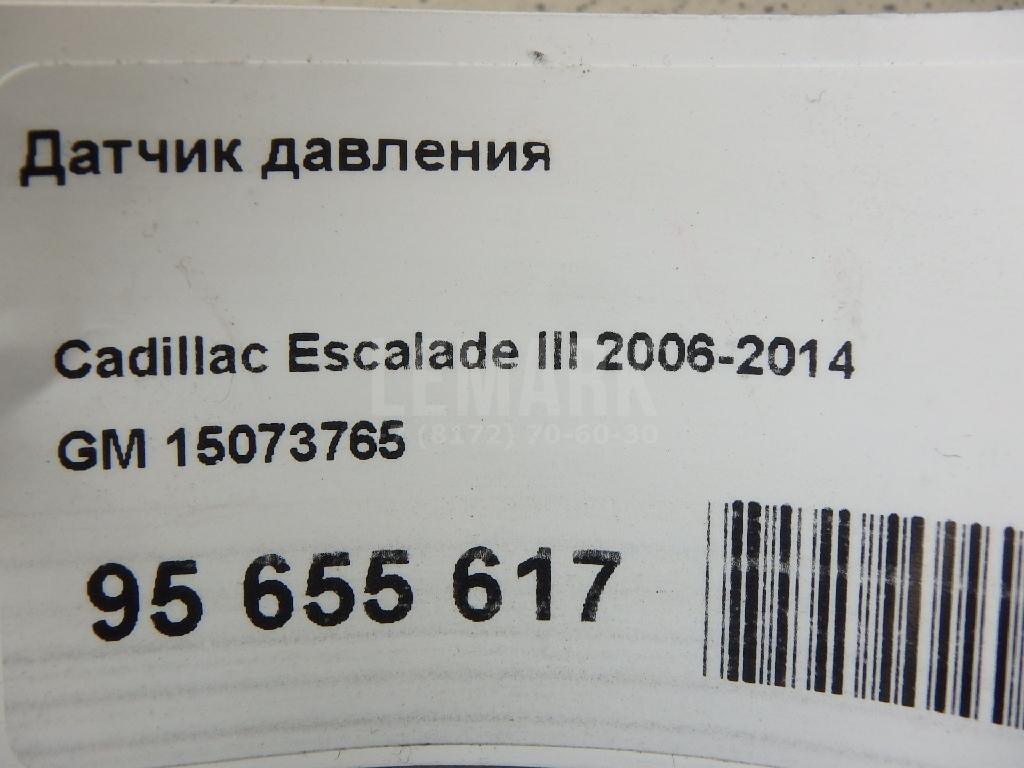 Датчик давления
Cadillac Escalade III 2006-2014
LEMARK
GM 15073765
(8172) 70-60-30
95 655 617